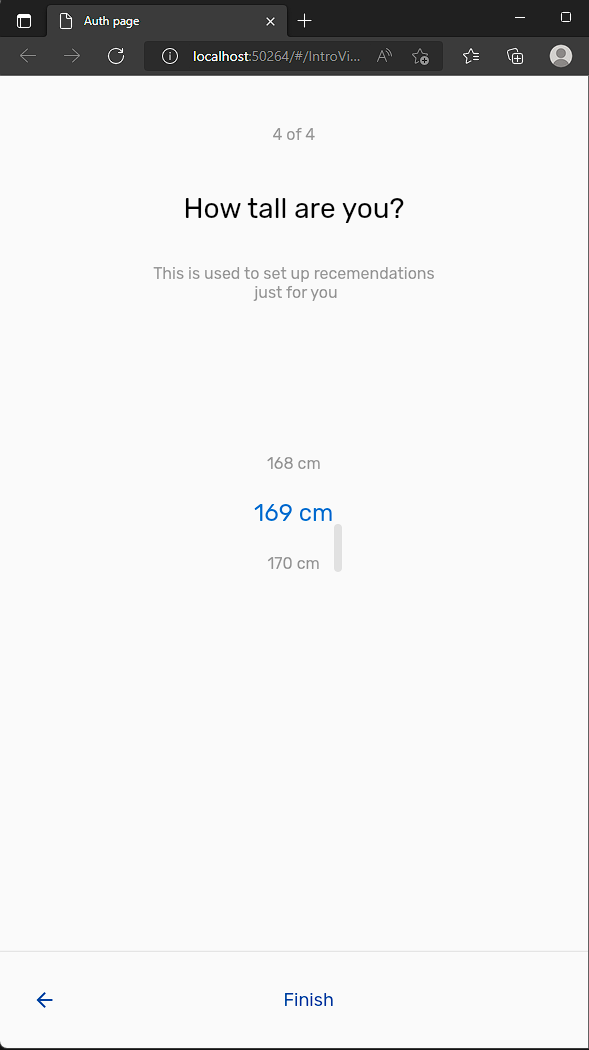 Auth page
localhost:50264/#/IntroVi...
4 of 4
How tall are you?
This is used to set up recemendations
just for you
168 cm
169 cm
170 cm
Finish